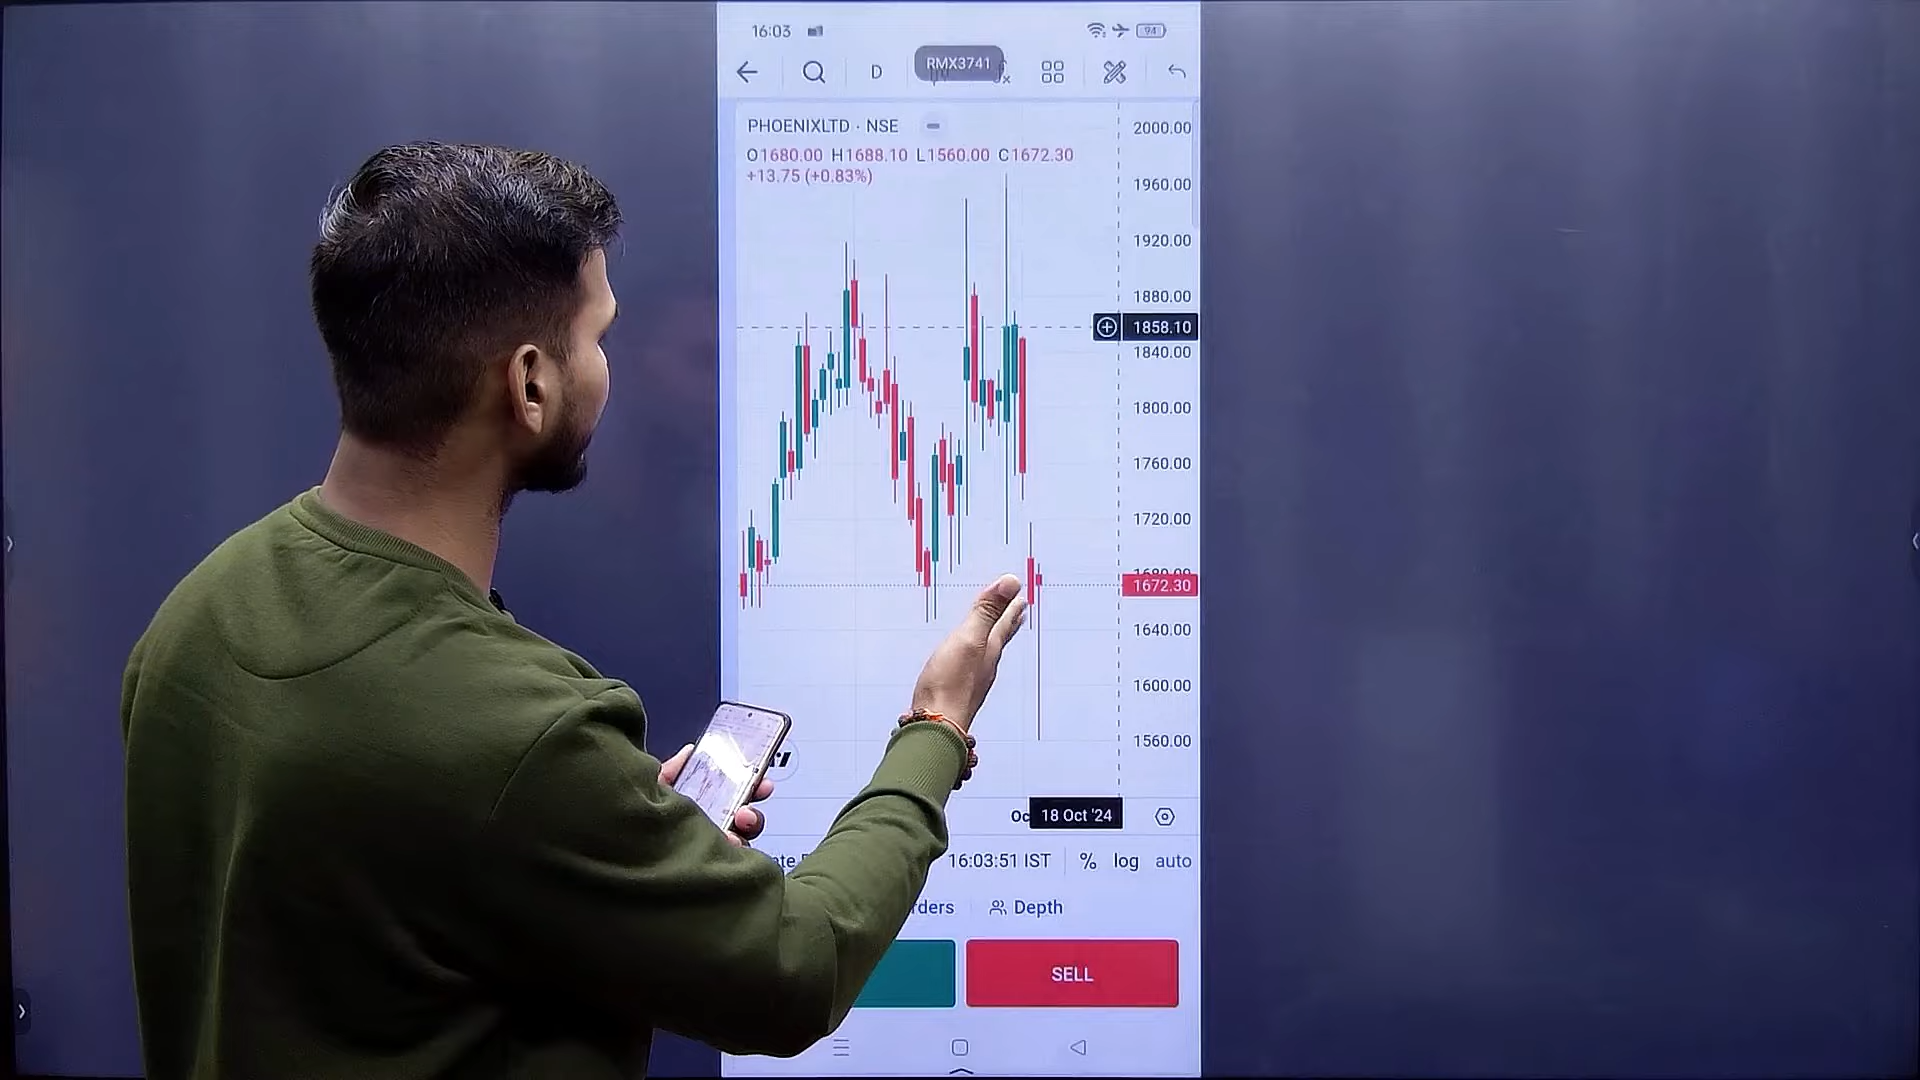 16:03 94
D RMX3741
PHOENIXLTD · NSE
O1680.00 H1688.10 L1560.00 C1672.30
+13.75 (+0.83%)
2000.00
1960.00
1920.00
1880.00
1858.10
1840.00
1800.00
1760.00
1720.00
1672.30
1640.00
1600.00
1560.00
18 Oct '24
16:03:51 IST % log auto
Depth
SELL